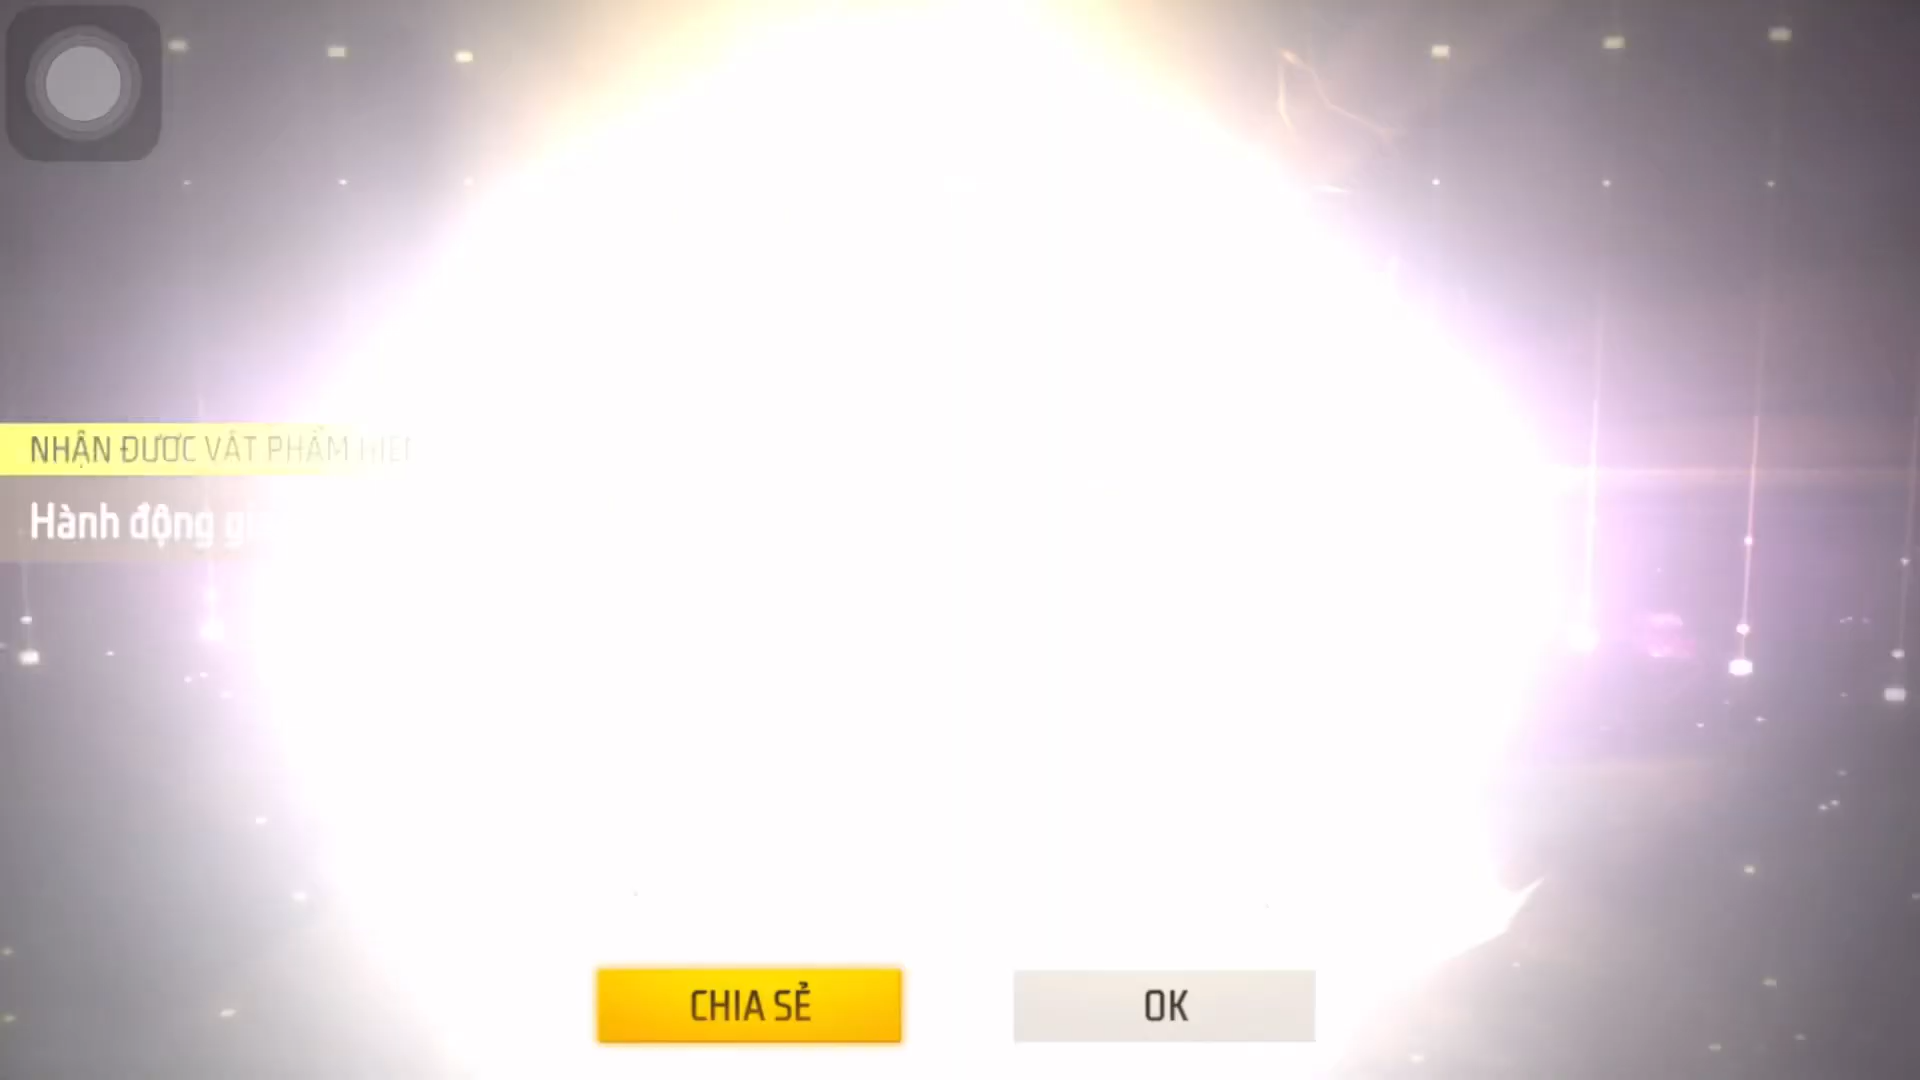 NHẬN ĐƯỢC VẬT PHẨM
Hành động
CHIA SẺ
OK